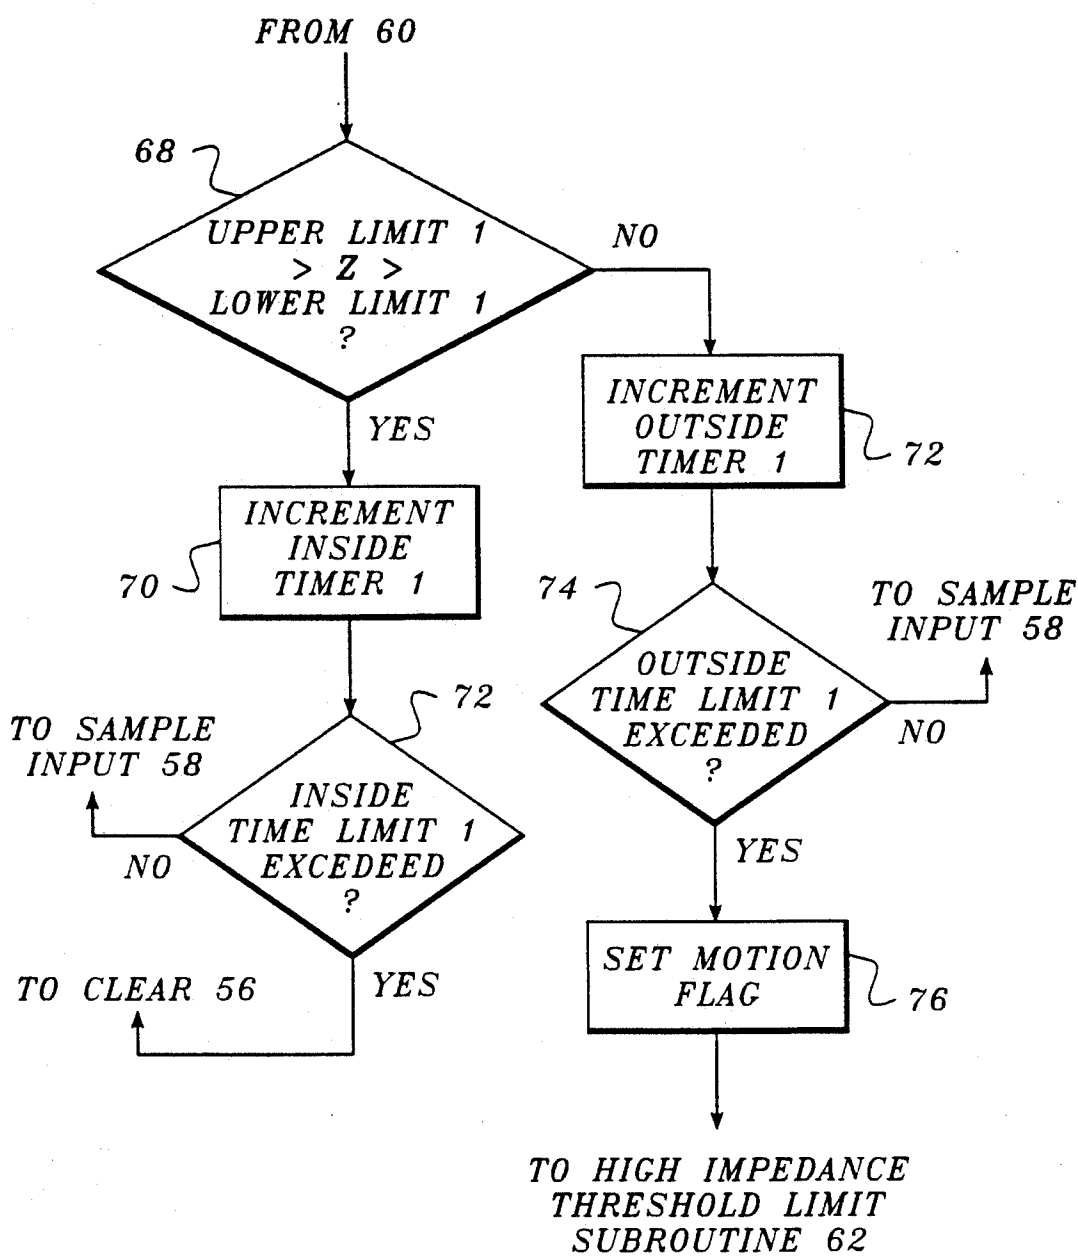 FROM 60
68
UPPER LIMIT 1
> Z >
LOWER LIMIT 1
?
NO
YES
INCREMENT
OUTSIDE
TIMER 1
72
INCREMENT
INSIDE
TIMER 1
70
74
TO SAMPLE
INPUT 58
OUTSIDE
TIME LIMIT 1
EXCEEDED
?
NO
72
TO SAMPLE
INPUT 58
INSIDE
TIME LIMIT 1
EXCEDEED
?
NO
YES
YES
TO CLEAR 56
SET MOTION
FLAG
76
TO HIGH IMPEDANCE
THRESHOLD LIMIT
SUBROUTINE 62